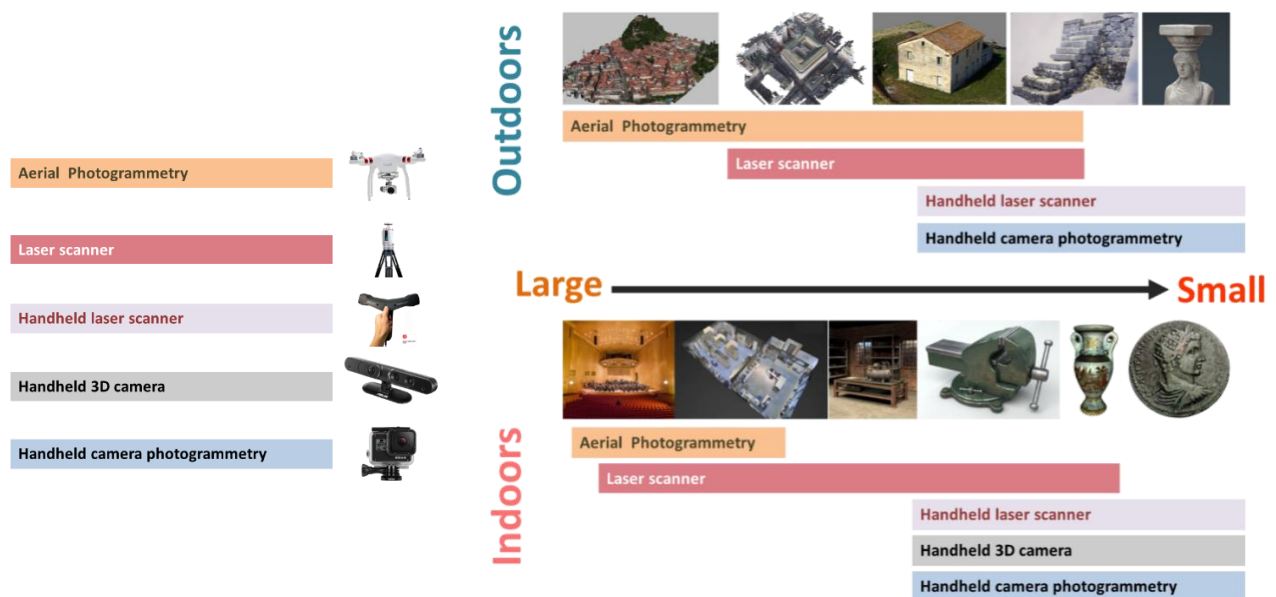 Aerial Photogrammetry
Laser scanner
Handheld laser scanner
Handheld 3D camera
Handheld camera photogrammetry
Outdoors
Aerial Photogrammetry
Laser scanner
Handheld laser scanner
Handheld camera photogrammetry
Large
Small
Indoors
Aerial Photogrammetry
Laser scanner
Handheld laser scanner
Handheld 3D camera
Handheld camera photogrammetry